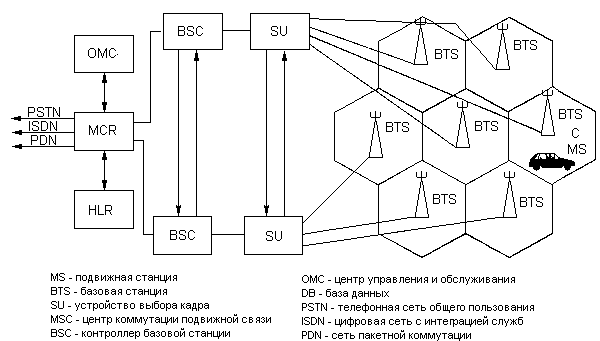 BSC
SU
OMC
BTS
BTS
PSTN
ISDN
PDN
MCR
BTS
BTS
BTS
C
MS
HLR
BTS
BTS
BSC
SU
MS - подвижная станция
BTS - базовая станция
SU - устройство выбора кадра
MSC - центр коммутации подвижной связи
BSC - контроллер базовой станции
OMC - центр управления и обслуживания
DB - база данных
PSTN - телефонная сеть общего пользования
ISDN - цифровая сеть с интеграцией служб
PDN - сеть пакетной коммутации